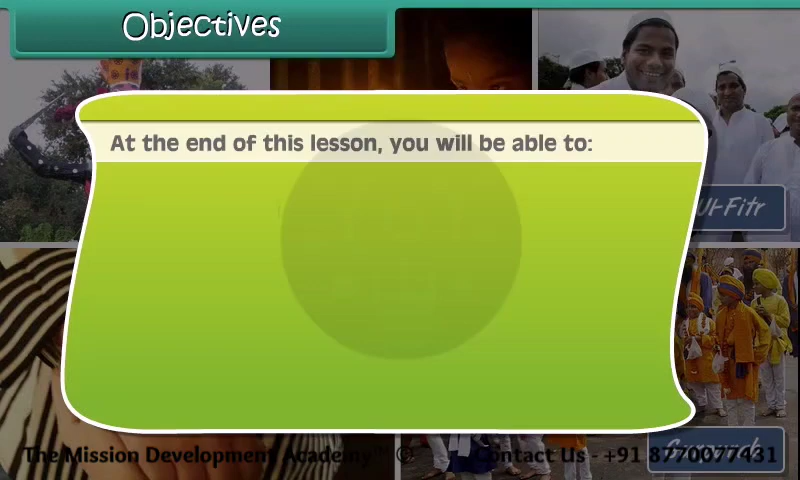 Objectives
At the end of this lesson, you will be able to:
Ul-Fitr
The Mission Development Academy™ © Contact Us - +91 8770077431